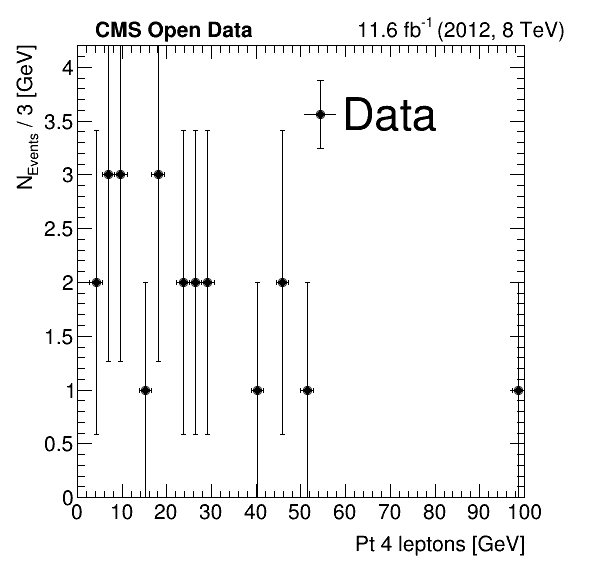 CMS Open Data 11.6 fb⁻¹ (2012, 8 TeV)
N_Events / 3 [GeV]
4
3.5
3
2.5
2
1.5
1
0.5
0
Data
0 10 20 30 40 50 60 70 80 90 100
Pt 4 leptons [GeV]